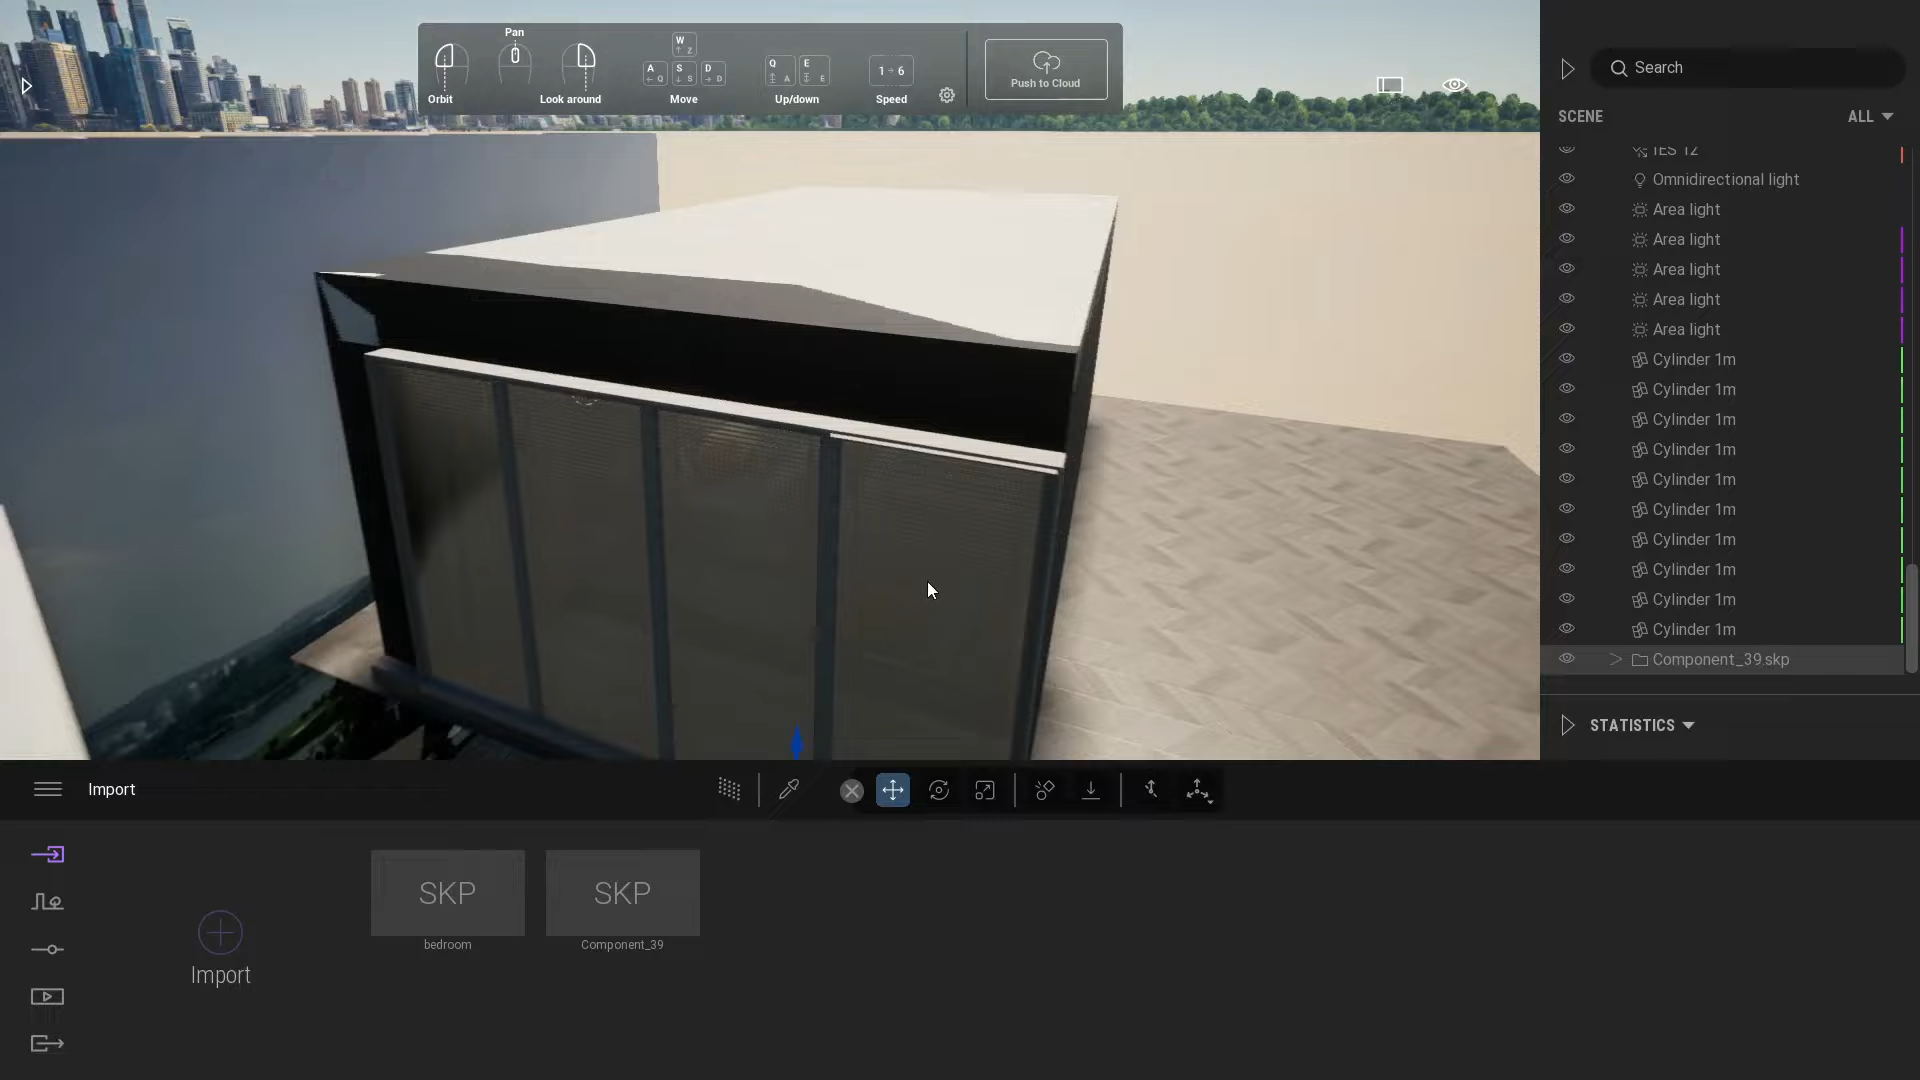 Pan
W
Z
A
Q
S
S
D
D
Q
A
E
E
1 - 6
Orbit
Look around
Move
Up/down
Speed
Push to Cloud
Search
SCENE
ALL
IES 12
Omnidirectional light
Area light
Area light
Area light
Area light
Area light
Cylinder 1m
Cylinder 1m
Cylinder 1m
Cylinder 1m
Cylinder 1m
Cylinder 1m
Cylinder 1m
Cylinder 1m
Cylinder 1m
Cylinder 1m
Component_39.skp
STATISTICS
Import
SKP
SKP
bedroom
Component_39
Import